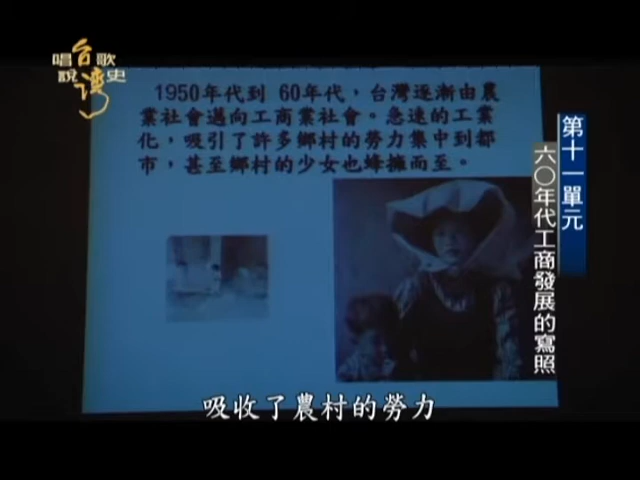 唱台歌
說灣史
1950年代到 60年代，台灣逐漸由農
業社會邁向工商業社會。急速的工業
化，吸引了許多鄉村的勞力集中到都
市，甚至鄉村的少女也蜂擁而至。
第十一單元
六〇年代工商發展的寫照
吸收了農村的勞力